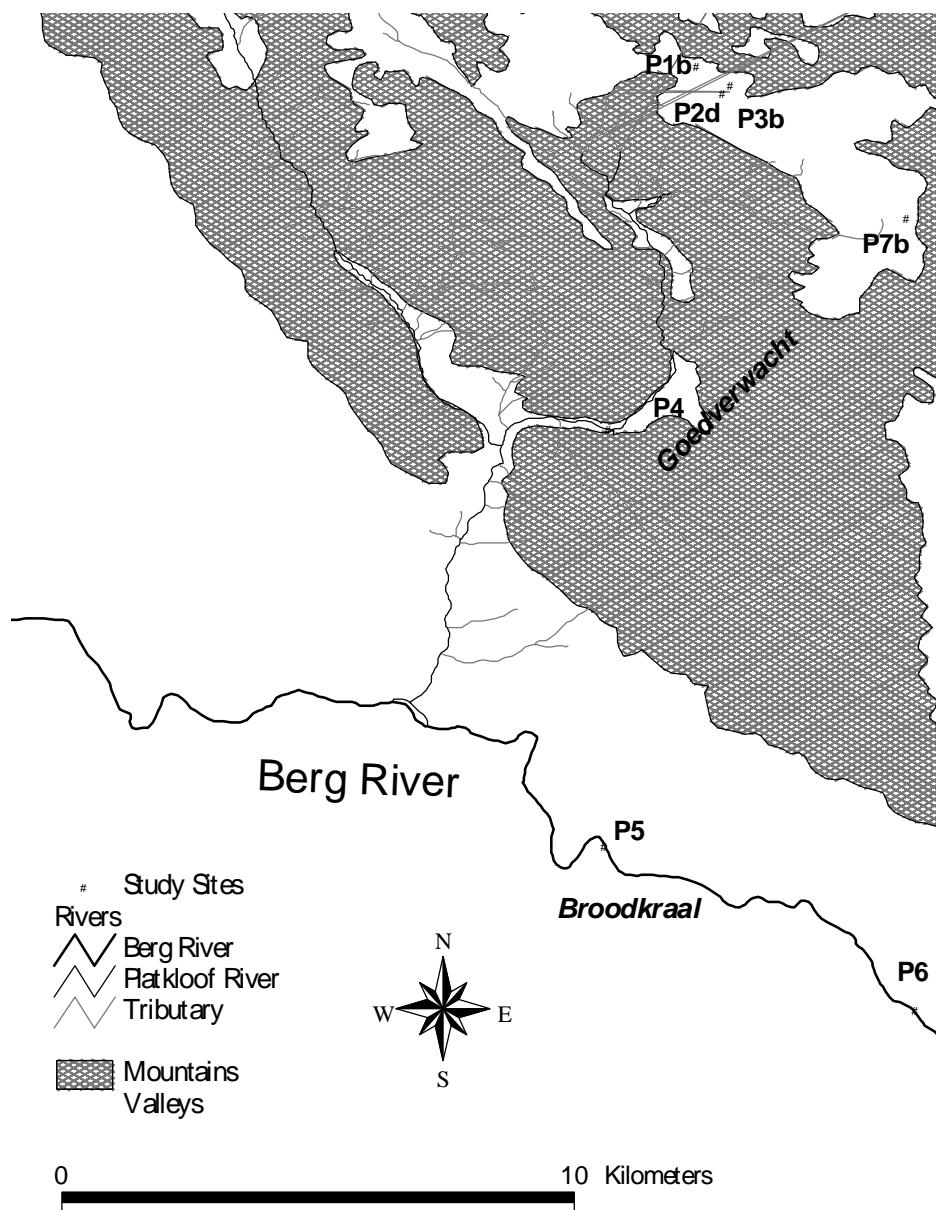 P1b
P2d
P3b
P7b
Goedverwacht
P4
Berg River
P5
Broodkraal
P6
# Study Sites
Rivers
Berg River
Platkloof River
Tributary
Mountains
Valleys
N
W
E
S
0
10 Kilometers